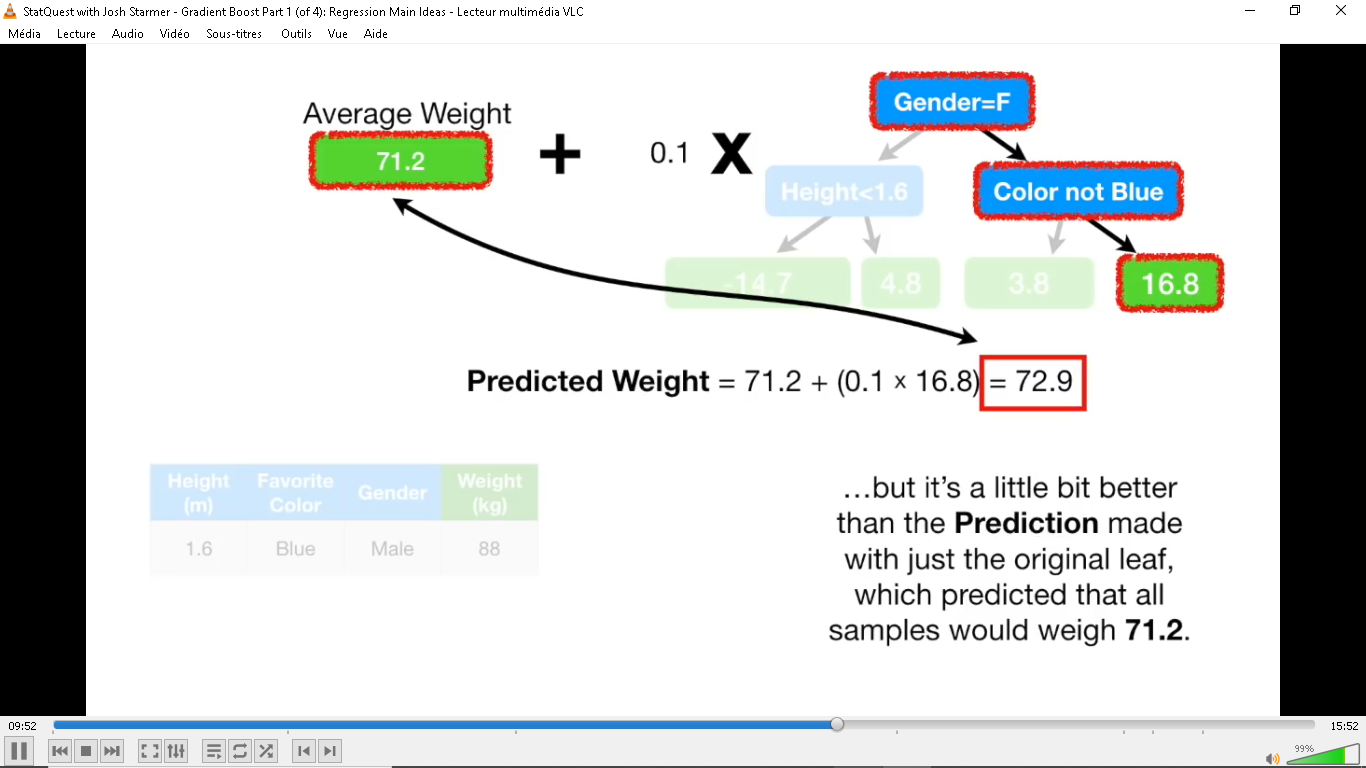 StatQuest with Josh Starmer - Gradient Boost Part 1 (of 4): Regression Main Ideas - Lecteur multimédia VLC
Média Lecture Audio Vidéo Sous-titres Outils Vue Aide
Average Weight
71.2
+
0.1
X
Gender=F
Height<1.6
Color not Blue
-14.7
4.8
3.8
16.8
Predicted Weight = 71.2 + (0.1 x 16.8) = 72.9
Height (m) Favorite Color Gender Weight (kg)
1.6 Blue Male 88
…but it’s a little bit better
than the Prediction made
with just the original leaf,
which predicted that all
samples would weigh 71.2.
09:52
15:52
99%